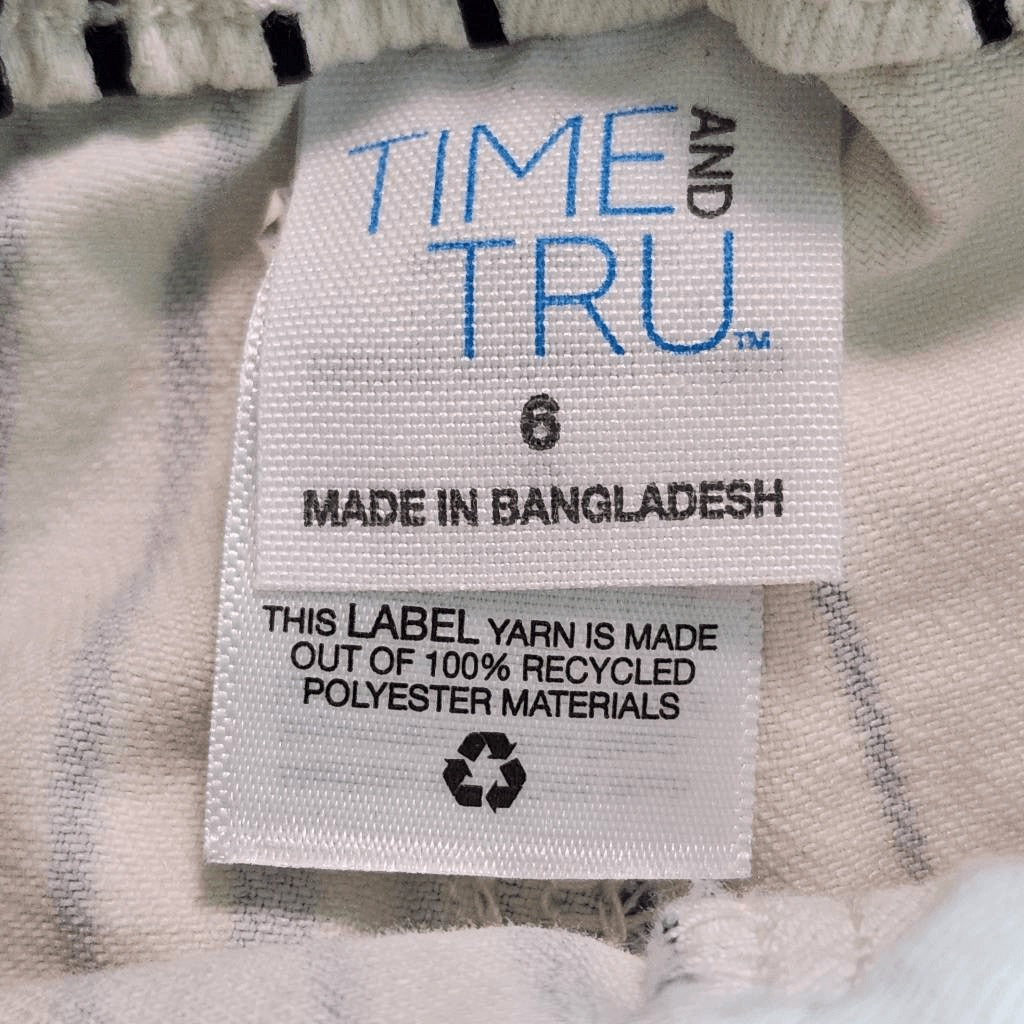 TIME AND
TRU™
6
MADE IN BANGLADESH
THIS LABEL YARN IS MADE
OUT OF 100% RECYCLED
POLYESTER MATERIALS